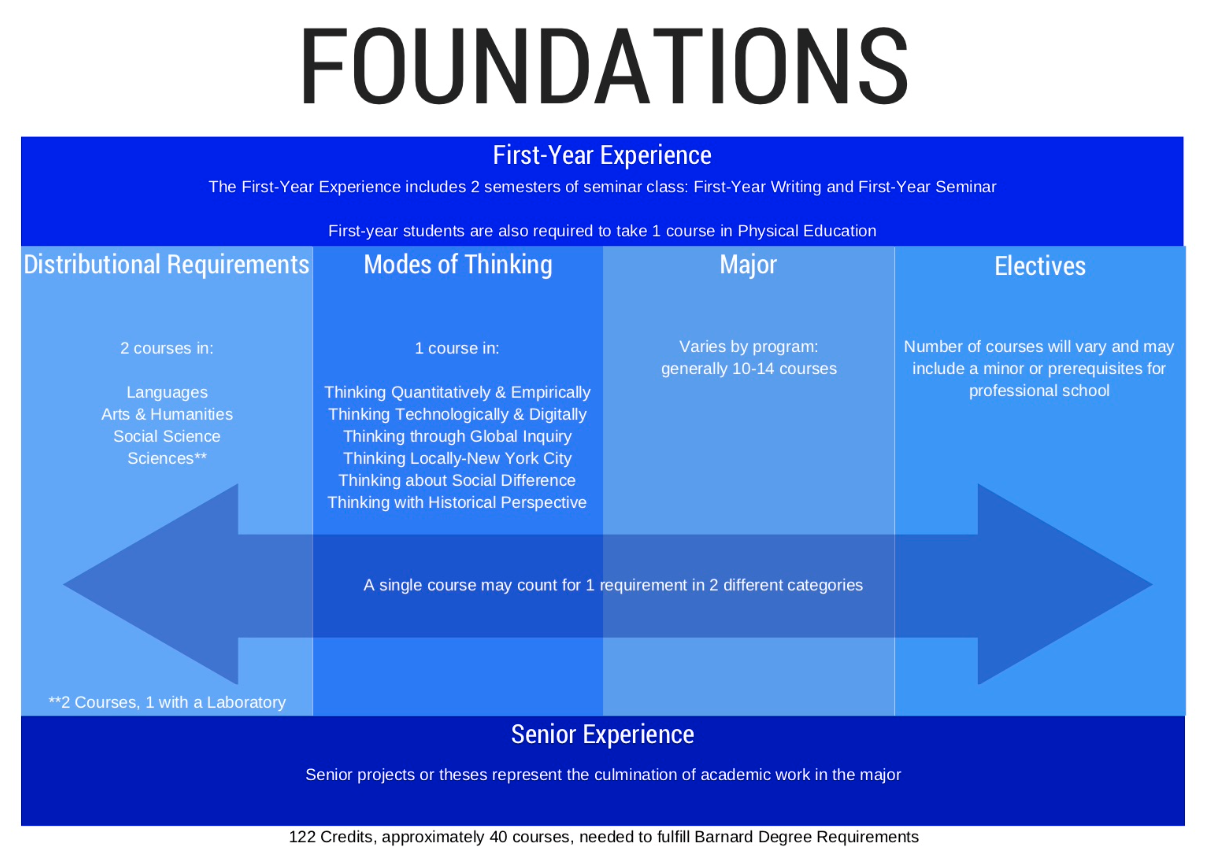 FOUNDATIONS
First-Year Experience
The First-Year Experience includes 2 semesters of seminar class: First-Year Writing and First-Year Seminar
First-year students are also required to take 1 course in Physical Education
Distributional Requirements
2 courses in:
Languages
Arts & Humanities
Social Science
Sciences**
**2 Courses, 1 with a Laboratory
Modes of Thinking
1 course in:
Thinking Quantitatively & Empirically
Thinking Technologically & Digitally
Thinking through Global Inquiry
Thinking Locally-New York City
Thinking about Social Difference
Thinking with Historical Perspective
Major
Varies by program:
generally 10-14 courses
Electives
Number of courses will vary and may
include a minor or prerequisites for
professional school
A single course may count for 1 requirement in 2 different categories
Senior Experience
Senior projects or theses represent the culmination of academic work in the major
122 Credits, approximately 40 courses, needed to fulfill Barnard Degree Requirements